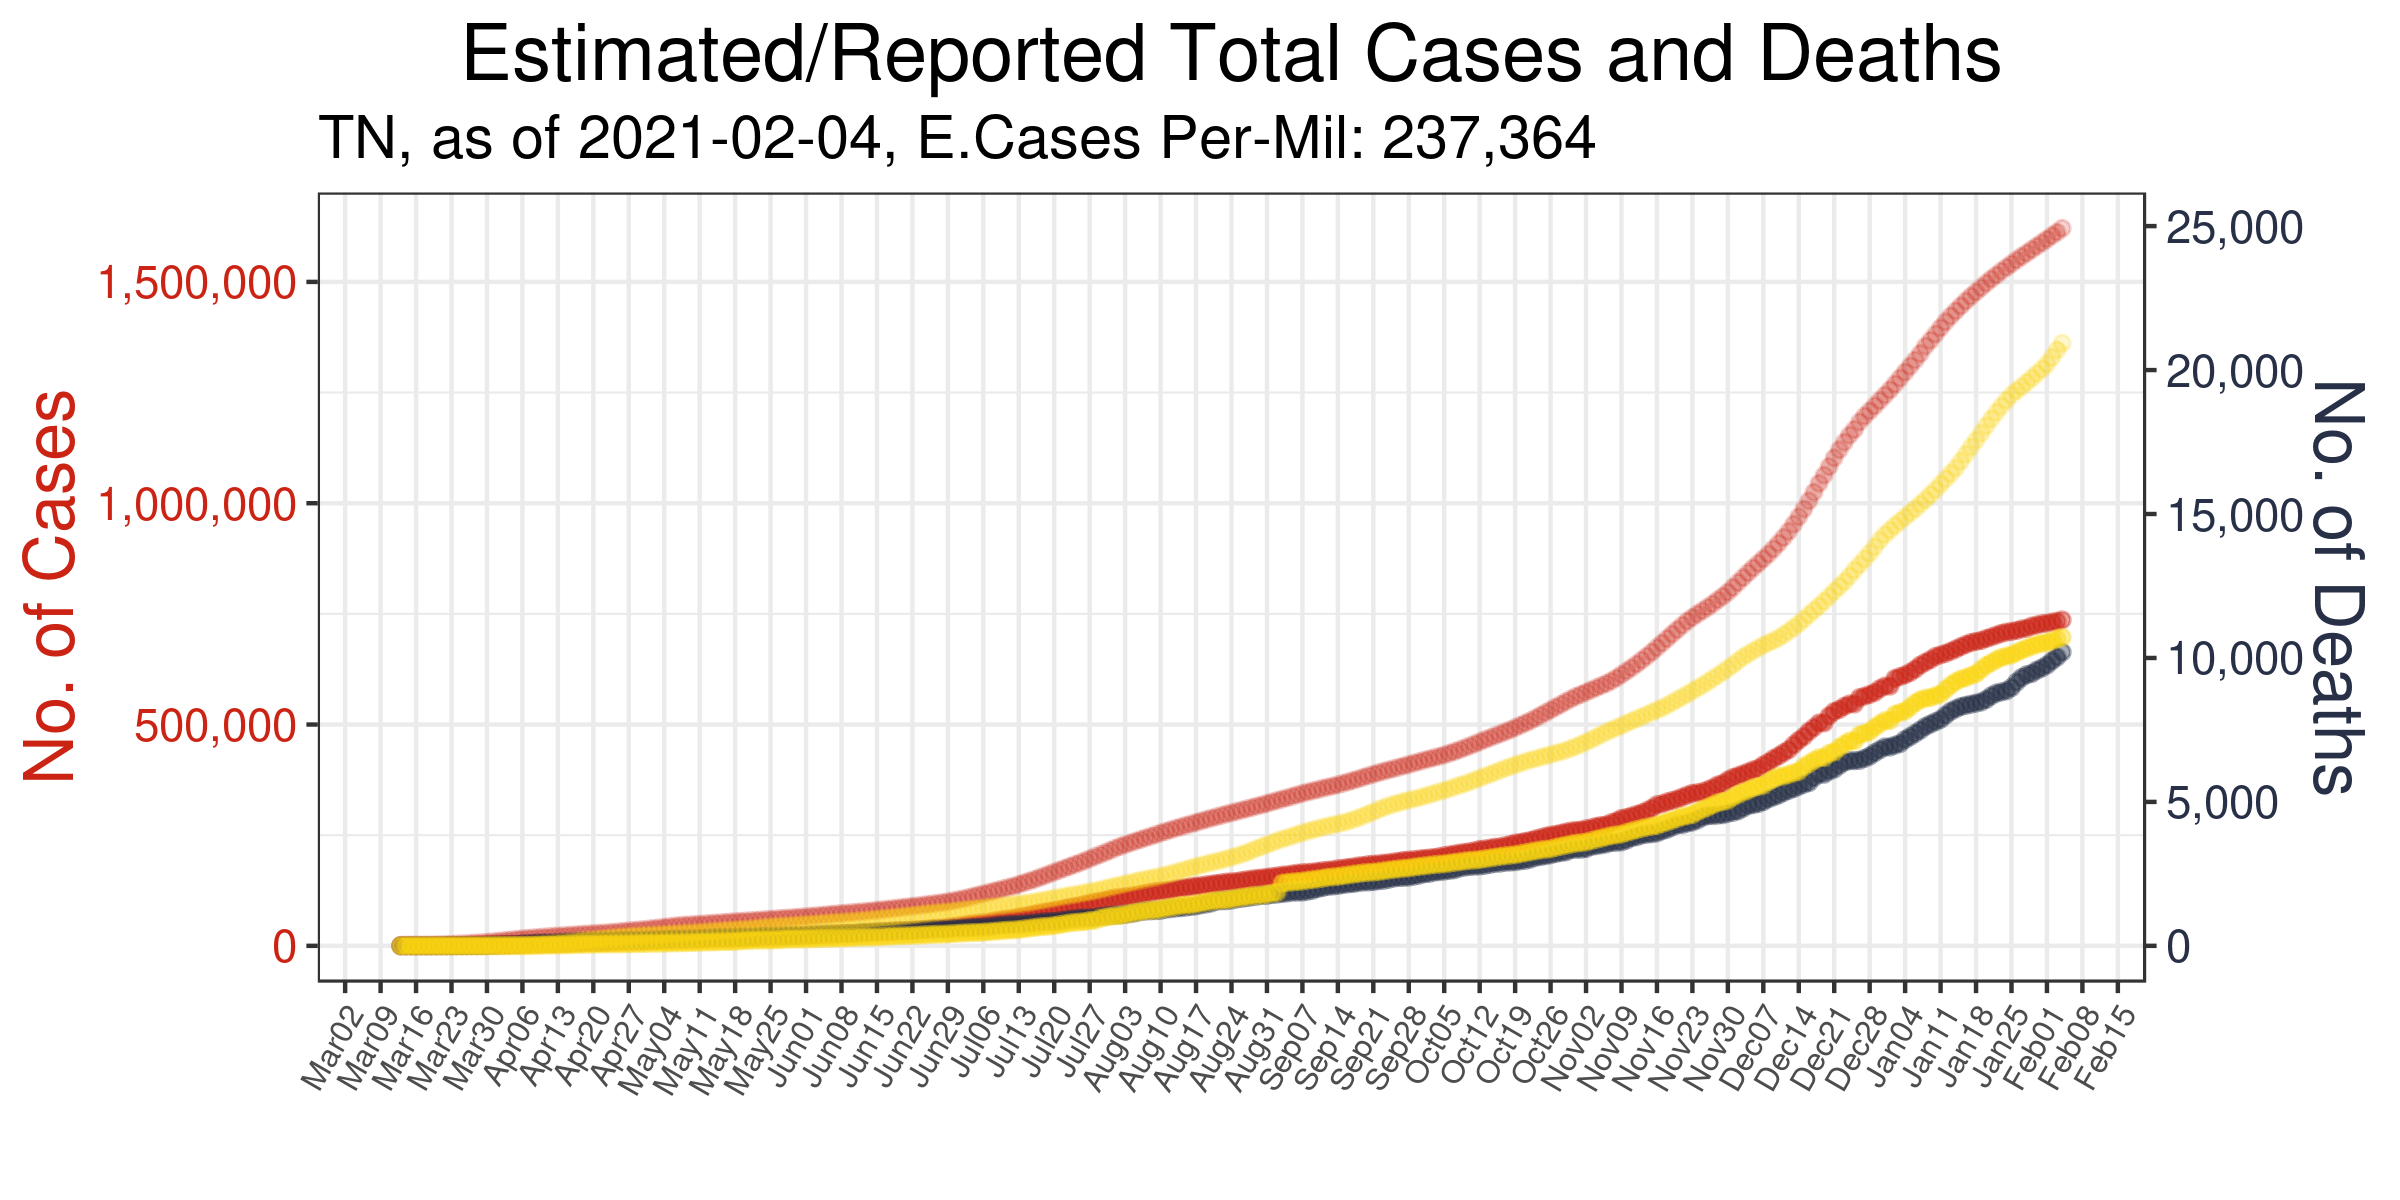 Estimated/Reported Total Cases and Deaths
TN, as of 2021-02-04, E.Cases Per-Mil: 237,364
No. of Cases
1,500,000
1,000,000
500,000
0
25,000
20,000
15,000
10,000
5,000
0
No. of Deaths
Mar02
Mar09
Mar16
Mar23
Mar30
Apr06
Apr13
Apr20
Apr27
May04
May11
May18
May25
Jun01
Jun08
Jun15
Jun22
Jun29
Jul06
Jul13
Jul20
Jul27
Aug03
Aug10
Aug17
Aug24
Aug31
Sep07
Sep14
Sep21
Sep28
Oct05
Oct12
Oct19
Oct26
Nov02
Nov09
Nov16
Nov23
Nov30
Dec07
Dec14
Dec21
Dec28
Jan04
Jan11
Jan18
Jan25
Feb01
Feb08
Feb15